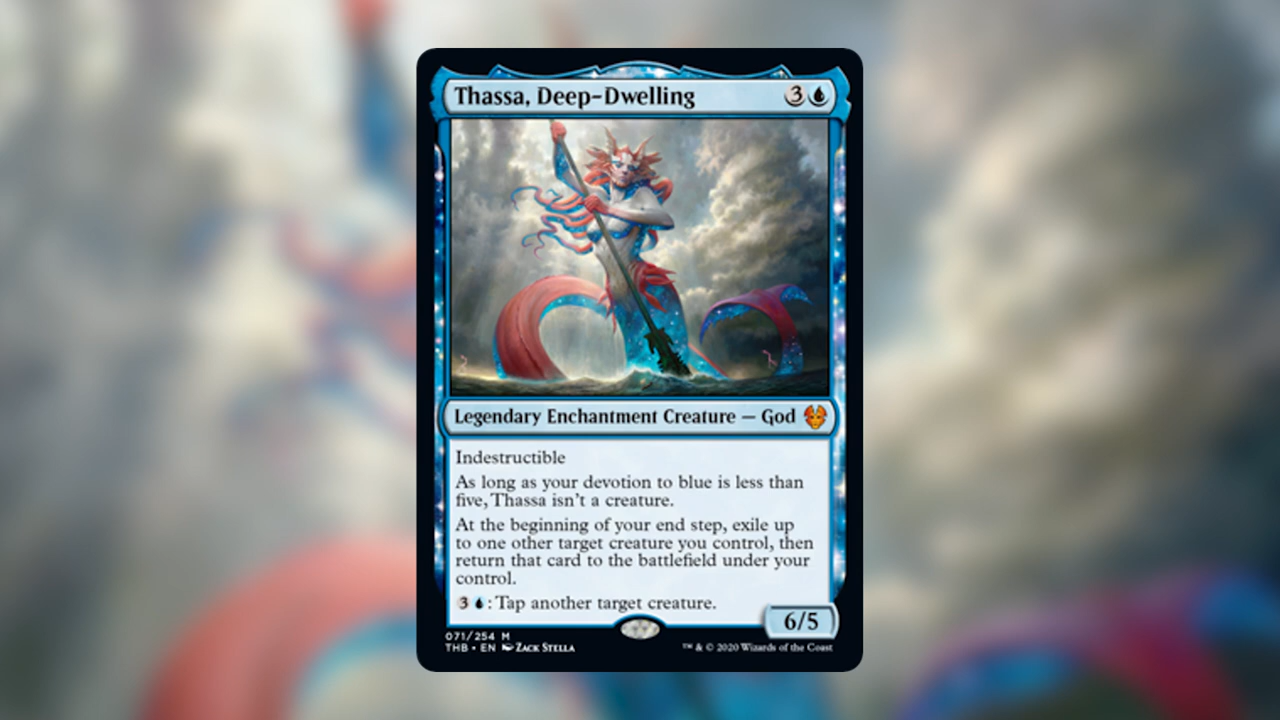 Thassa, Deep-Dwelling 3
Legendary Enchantment Creature — God
Indestructible
As long as your devotion to blue is less than
five, Thassa isn't a creature.
At the beginning of your end step, exile up
to one other target creature you control, then
return that card to the battlefield under your
control.
3 : Tap another target creature.
6/5
071/254 M
THB • EN ZACK STELLA
™ & © 2020 Wizards of the Coast